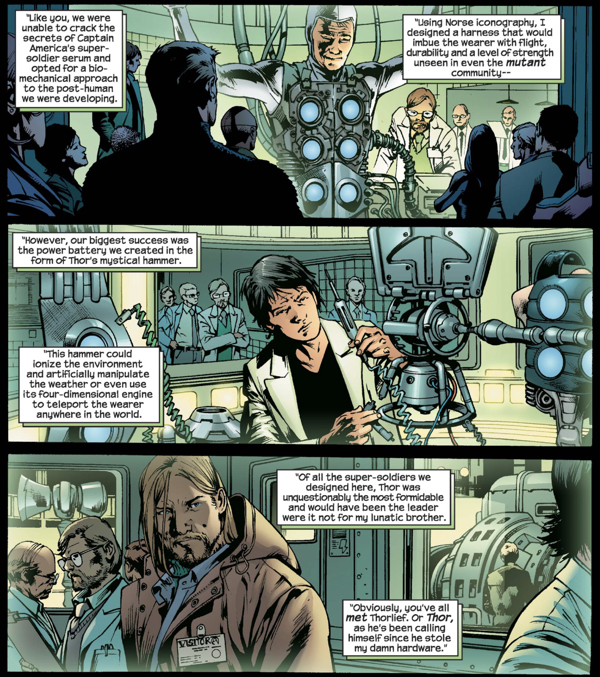 "Like you, we were
unable to crack the
secrets of Captain
America's super-
soldier serum and
opted for a bio-
mechanical approach
to the post-human
we were developing.
"Using Norse iconography, I
designed a harness that would
imbue the wearer with flight,
durability and a level of strength
unseen in even the mutant
community--
"However, our biggest success was
the power battery we created in the
form of Thor's mystical hammer.
"This hammer could
ionize the environment
and artificially manipulate
the weather or even use
its four-dimensional engine
to teleport the wearer
anywhere in the world.
"Of all the super-soldiers we
designed here, Thor was
unquestionably the most formidable
and would have been the leader
were it not for my lunatic brother.
VISITOR
"Obviously, you've all
met Thorlief. Or Thor,
as he's been calling
himself since he stole
my damn hardware."